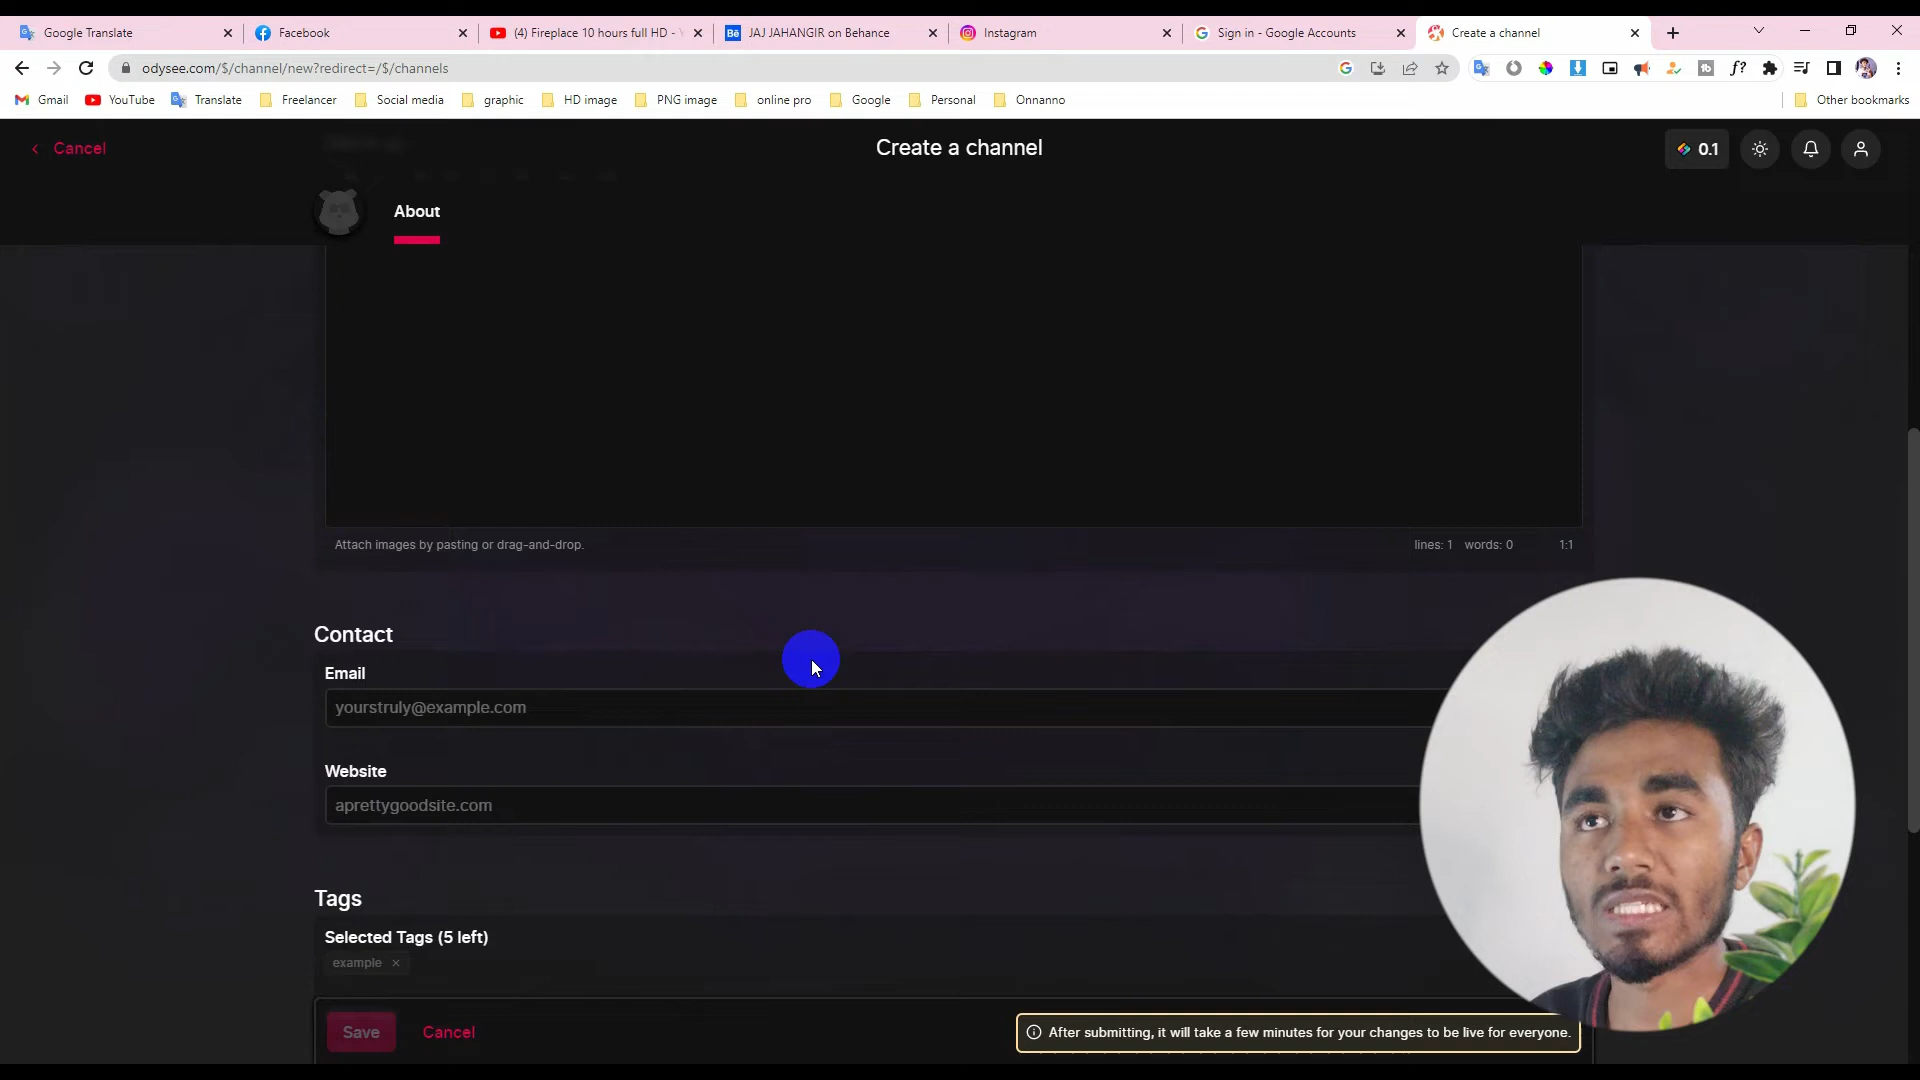 Google Translate
Facebook
(4) Fireplace 10 hours full HD -
Bē JAJ JAHANGIR on Behance
Instagram
Sign in - Google Accounts
Create a channel
odysee.com/$/channel/new?redirect=/$/channels
Gmail
YouTube
Translate
Freelancer
Social media
graphic
HD image
PNG image
online pro
Google
Personal
Onnanno
Other bookmarks
Cancel
Create a channel
0.1
About
Attach images by pasting or drag-and-drop.
lines: 1 words: 0 1:1
Contact
Email
yourstruly@example.com
Website
aprettygoodsite.com
Tags
Selected Tags (5 left)
example ×
Save
Cancel
After submitting, it will take a few minutes for your changes to be live for everyone.